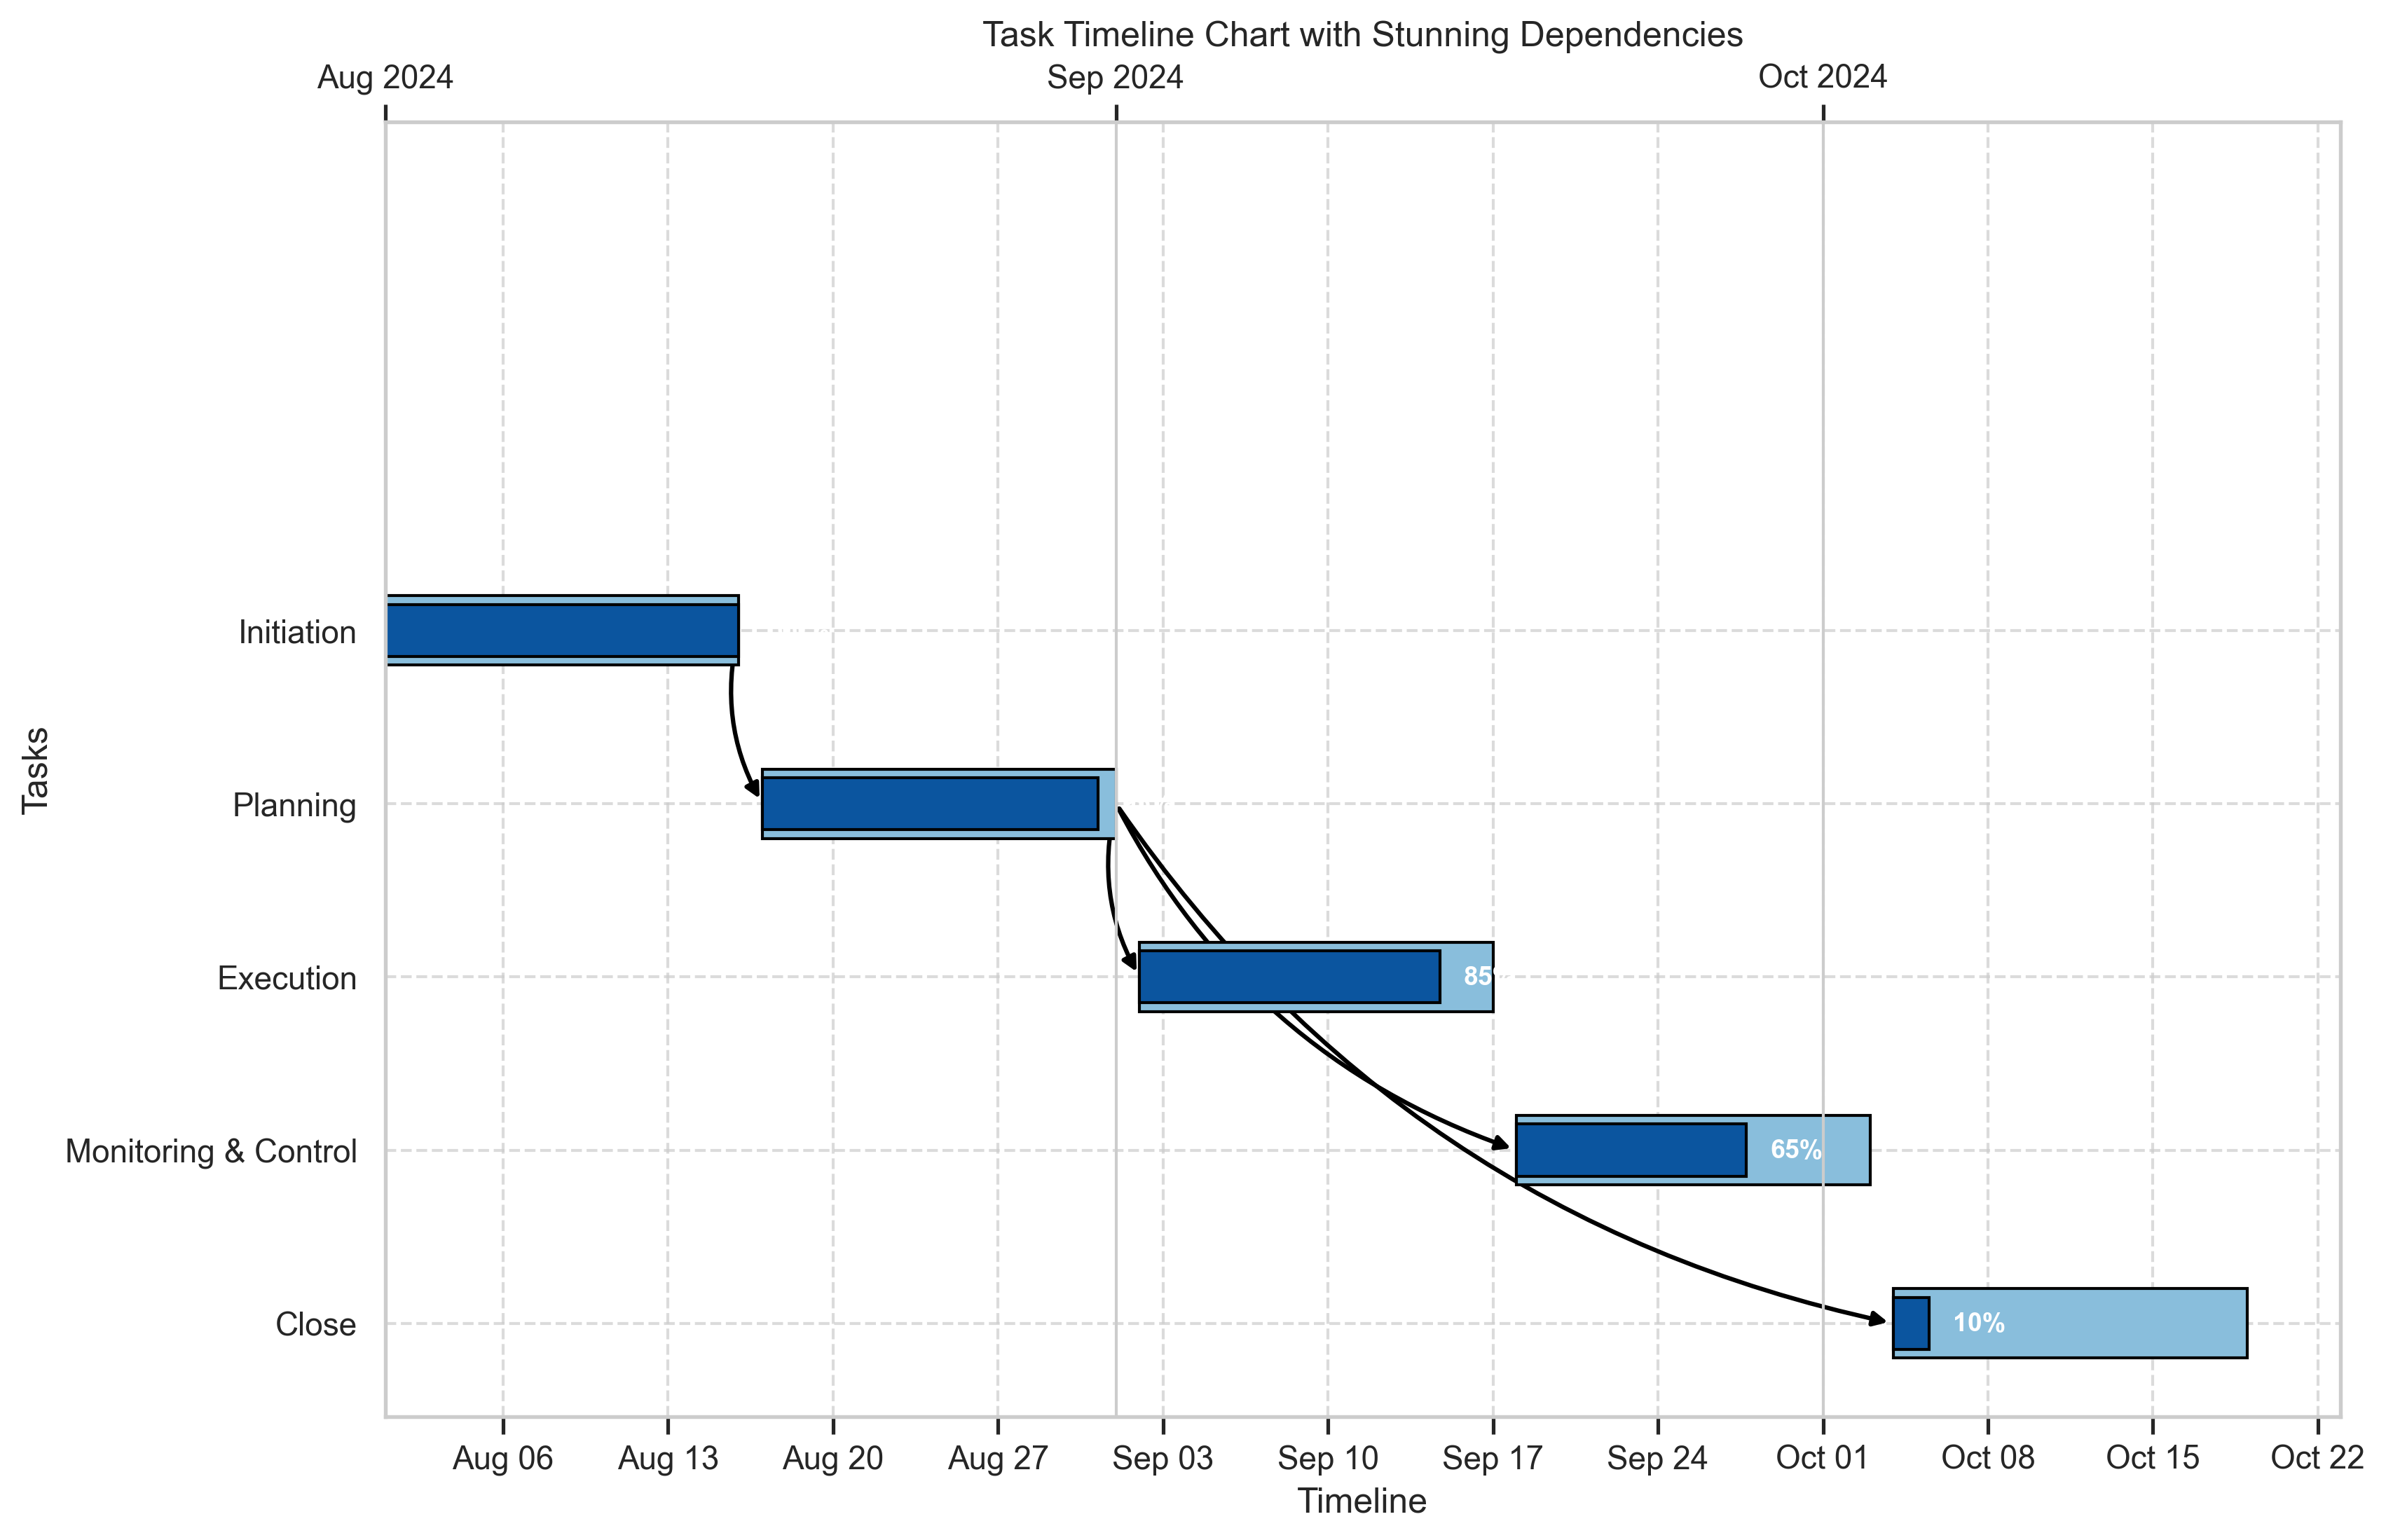 Task Timeline Chart with Stunning Dependencies
Aug 2024 Sep 2024 Oct 2024
Tasks
Initiation
Planning
Execution 85%
Monitoring & Control 65%
Close 10%
Aug 06 Aug 13 Aug 20 Aug 27 Sep 03 Sep 10 Sep 17 Sep 24 Oct 01 Oct 08 Oct 15 Oct 22
Timeline